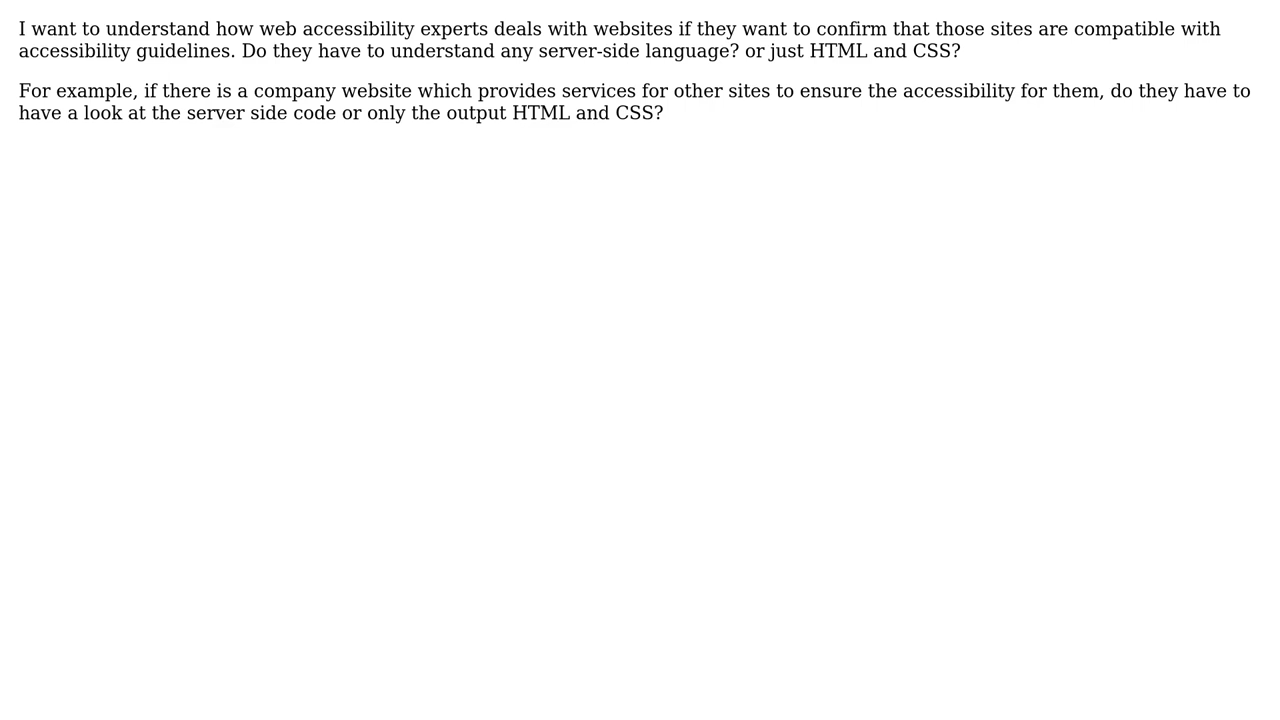 I want to understand how web accessibility experts deals with websites if they want to confirm that those sites are compatible with
accessibility guidelines. Do they have to understand any server-side language? or just HTML and CSS?
For example, if there is a company website which provides services for other sites to ensure the accessibility for them, do they have to
have a look at the server side code or only the output HTML and CSS?